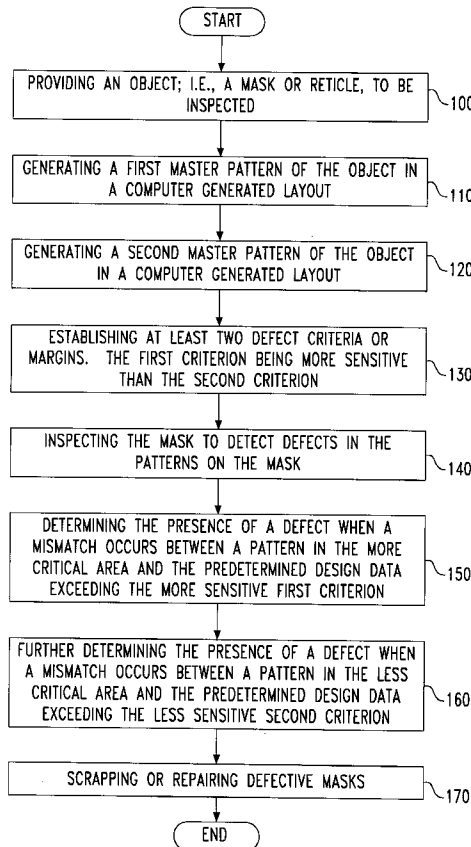 START
PROVIDING AN OBJECT; I.E., A MASK OR RETICLE, TO BE
INSPECTED
100
GENERATING A FIRST MASTER PATTERN OF THE OBJECT IN
A COMPUTER GENERATED LAYOUT
110
GENERATING A SECOND MASTER PATTERN OF THE OBJECT
IN A COMPUTER GENERATED LAYOUT
120
ESTABLISHING AT LEAST TWO DEFECT CRITERIA OR
MARGINS. THE FIRST CRITERION BEING MORE SENSITIVE
THAN THE SECOND CRITERION
130
INSPECTING THE MASK TO DETECT DEFECTS IN THE
PATTERNS ON THE MASK
140
DETERMINING THE PRESENCE OF A DEFECT WHEN A
MISMATCH OCCURS BETWEEN A PATTERN IN THE MORE
CRITICAL AREA AND THE PREDETERMINED DESIGN DATA
EXCEEDING THE MORE SENSITIVE FIRST CRITERION
150
FURTHER DETERMINING THE PRESENCE OF A DEFECT WHEN
A MISMATCH OCCURS BETWEEN A PATTERN IN THE LESS
CRITICAL AREA AND THE PREDETERMINED DESIGN DATA
EXCEEDING THE LESS SENSITIVE SECOND CRITERION
160
SCRAPPING OR REPAIRING DEFECTIVE MASKS
170
END